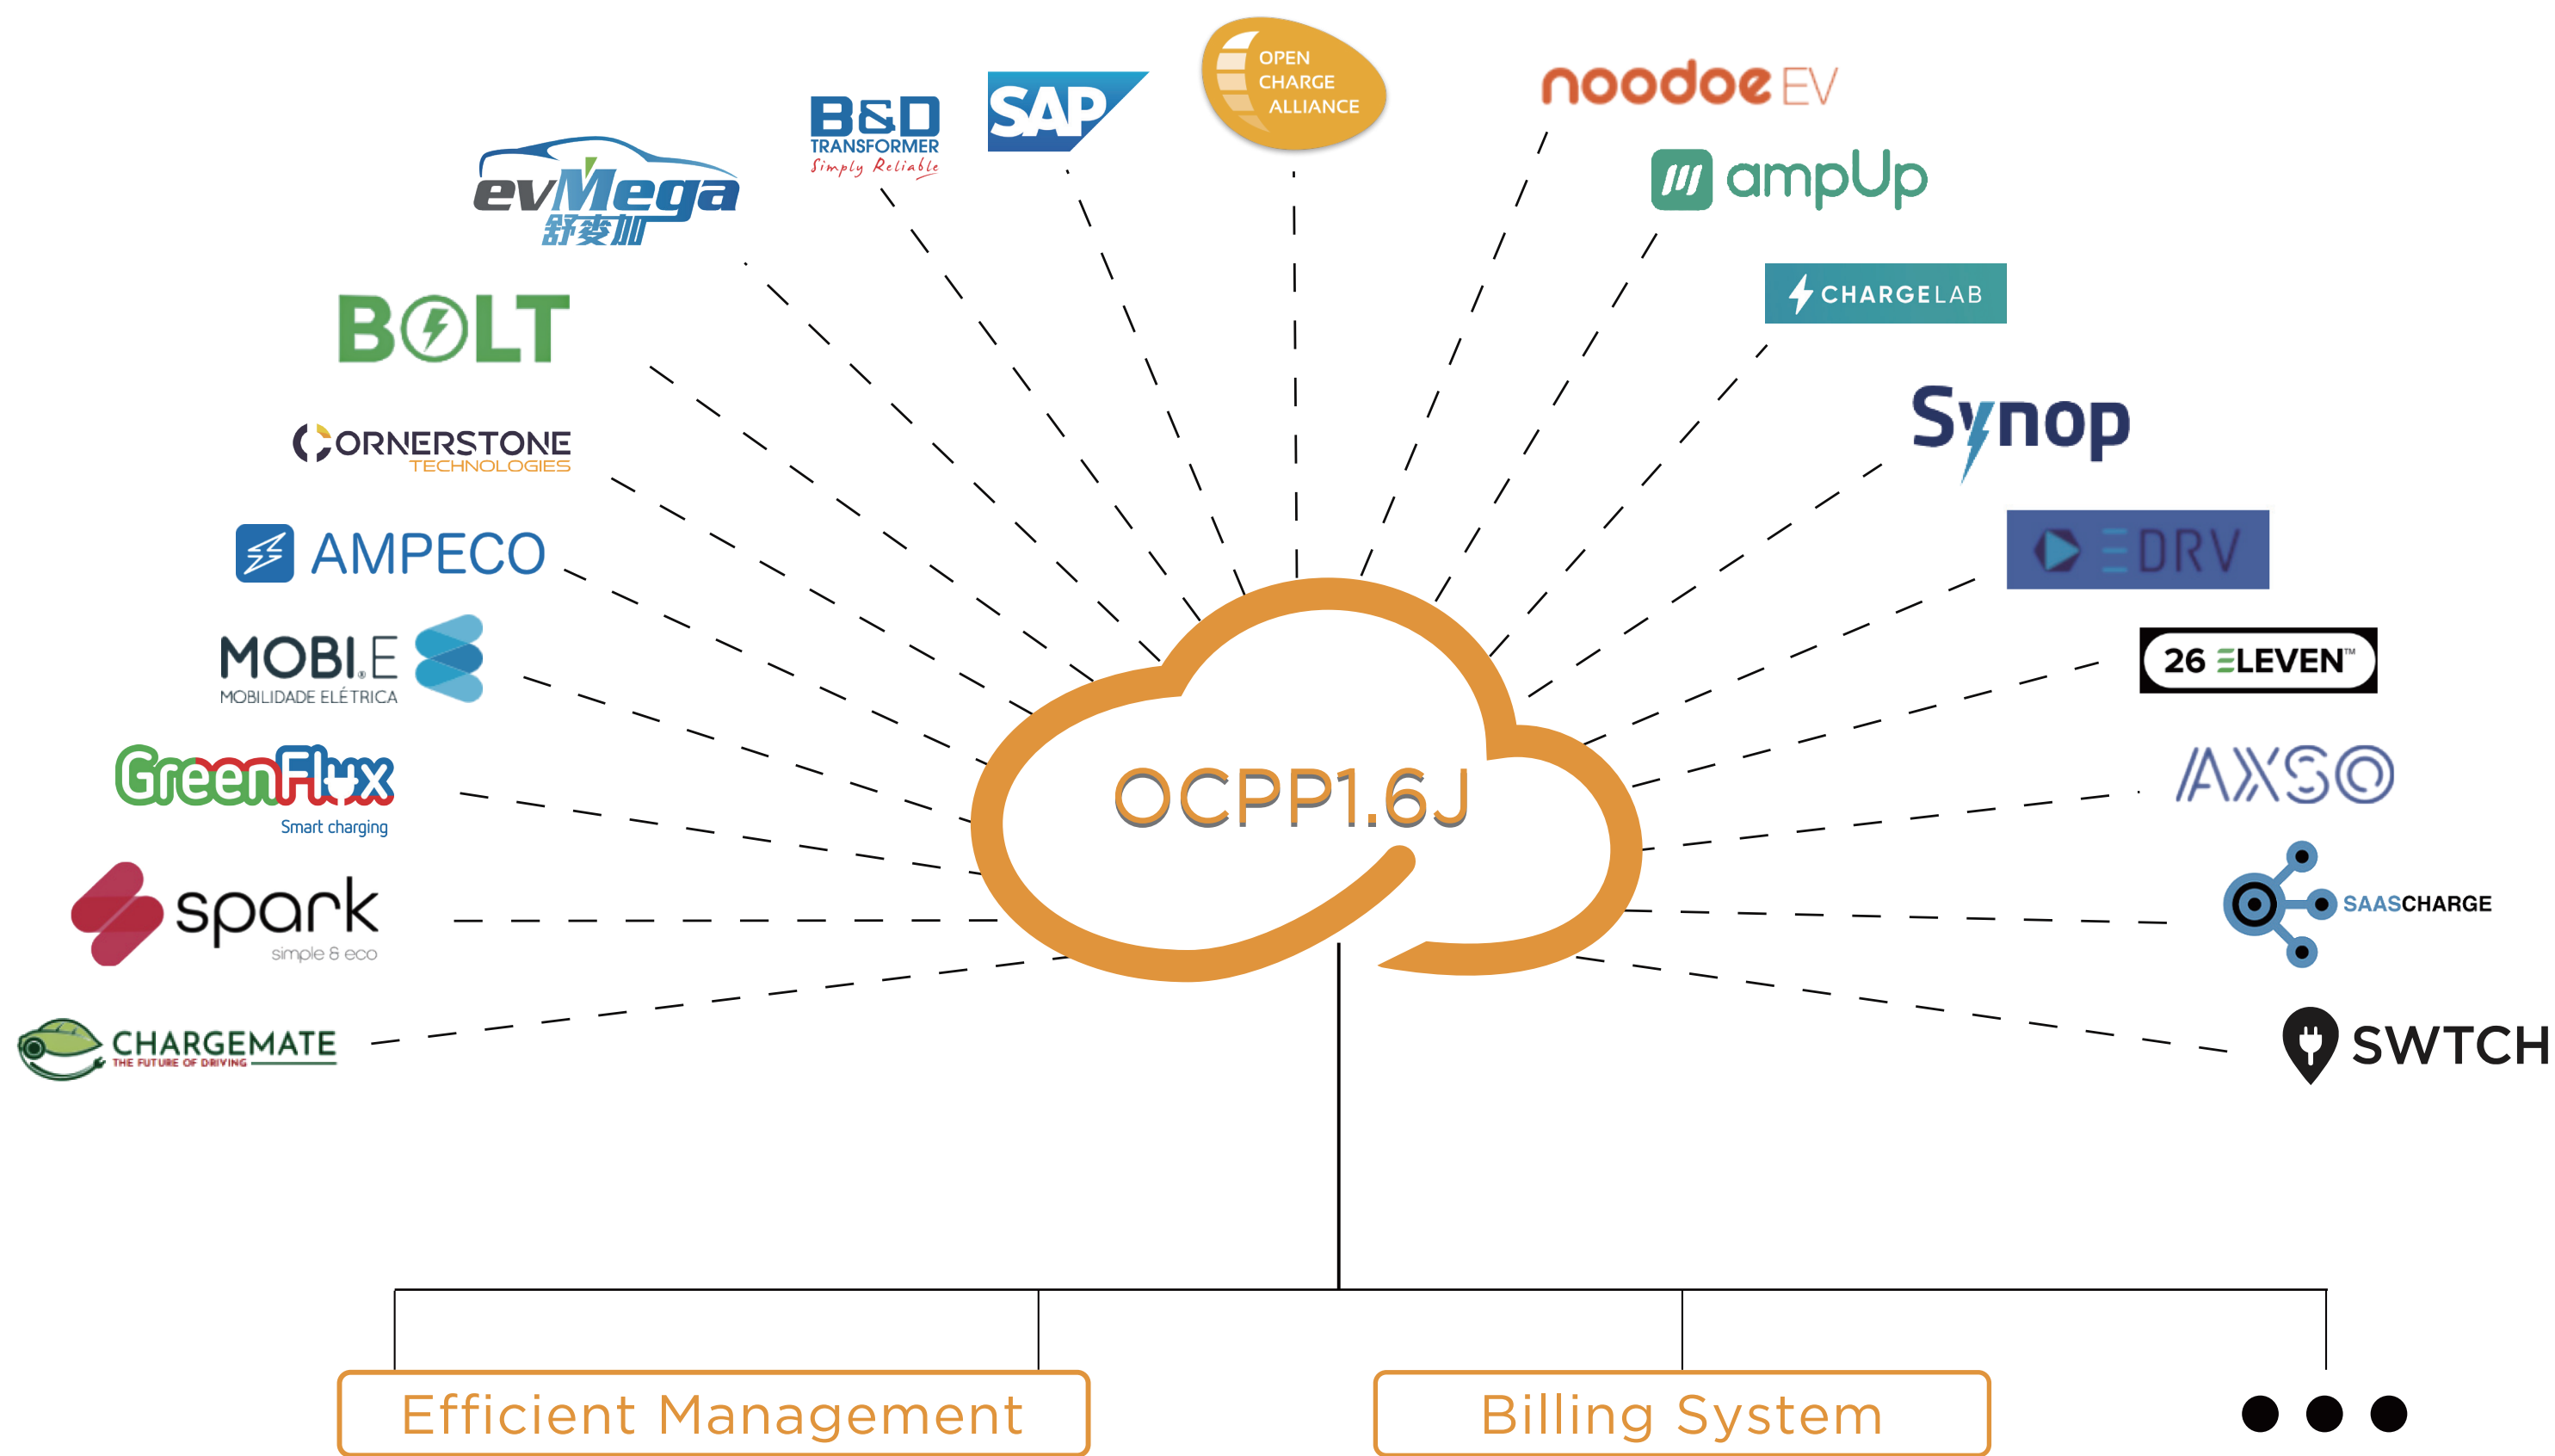 OPEN
CHARGE
ALLIANCE
noodoe EV
SAP
B&D
TRANSFORMER
Simply Reliable
evMega
舒麥加
ampUp
CHARGELAB
BOLT
Synop
CORNERSTONE
TECHNOLOGIES
AMPECO
EDRV
MOBI.E
MOBILIDADE ELÉTRICA
26 ELEVEN™
GreenFlux
Smart charging
OCPP1.6J
AXSO
spark
simple & eco
SAASCHARGE
CHARGEMATE
THE FUTURE OF DRIVING
SWTCH
Efficient Management
Billing System